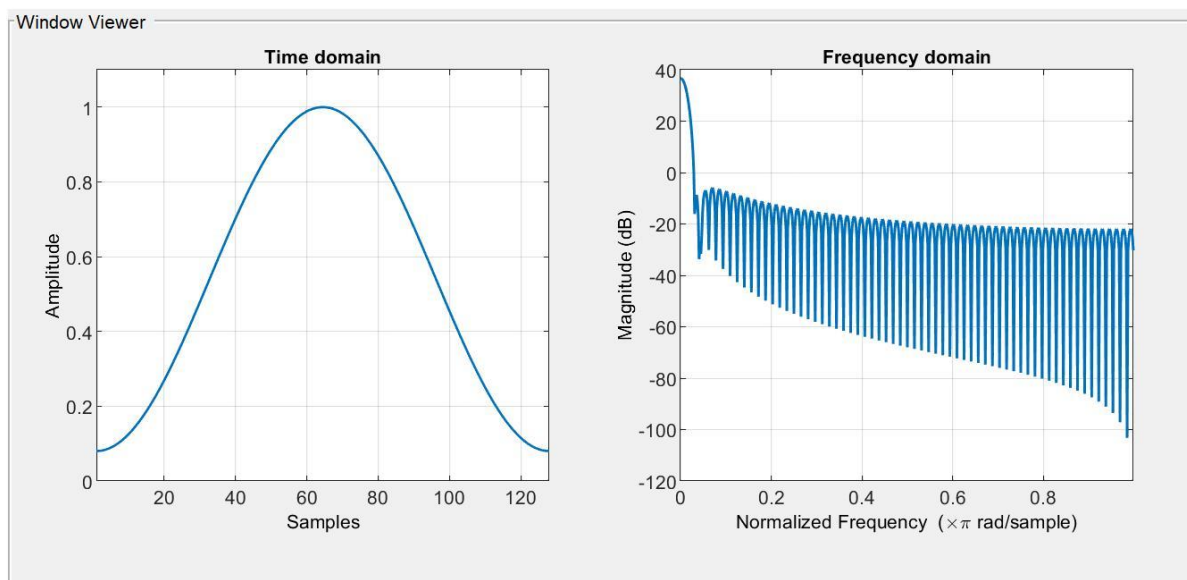 Window Viewer
Time domain
Amplitude
1
0.8
0.6
0.4
0.2
0
20 40 60 80 100 120
Samples
Frequency domain
Magnitude (dB)
40
20
0
-20
-40
-60
-80
-100
-120
0 0.2 0.4 0.6 0.8
Normalized Frequency (×π rad/sample)